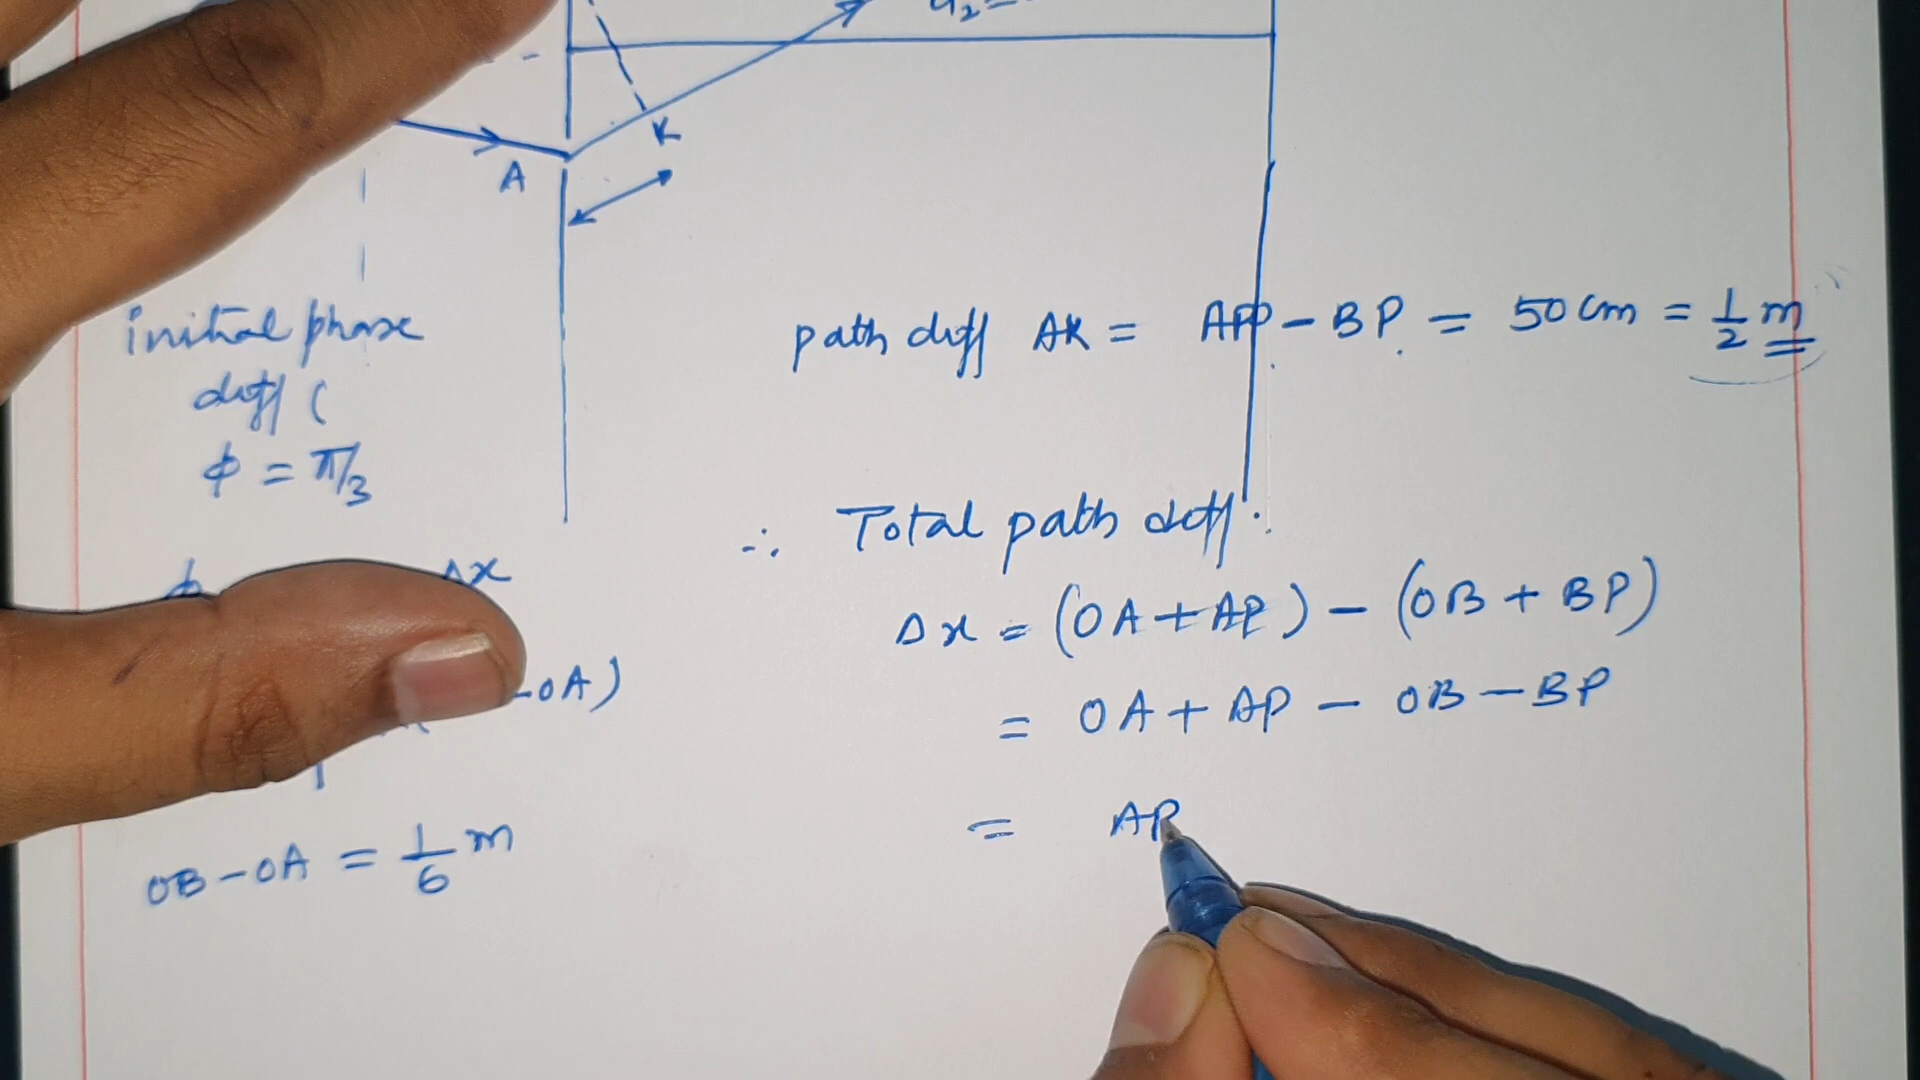 K
A
initial phase
diff (
φ = π/3
Δx
-OA)
OB-OA = 1/6 m
path diff AK = AP - BP = 50 cm = 1/2 m
∴ Total path diff.
Δx = (OA + AP) - (OB + BP)
= OA + AP - OB - BP
= AP